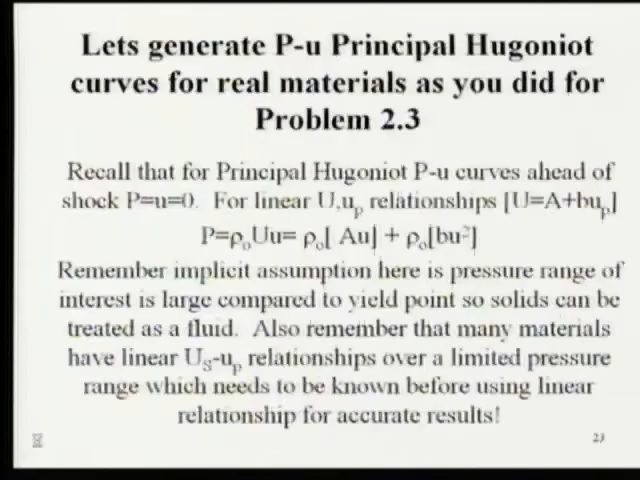 Lets generate P-u Principal Hugoniot
curves for real materials as you did for
Problem 2.3
Recall that for Principal Hugoniot P-u curves ahead of
shock P=u=0. For linear U,uₚ relationships [U=A+buₚ]
P=ρₒUu= ρₒ[ Au] + ρₒ[bu²]
Remember implicit assumption here is pressure range of
interest is large compared to yield point so solids can be
treated as a fluid. Also remember that many materials
have linear U_S-uₚ relationships over a limited pressure
range which needs to be known before using linear
relationship for accurate results!
23